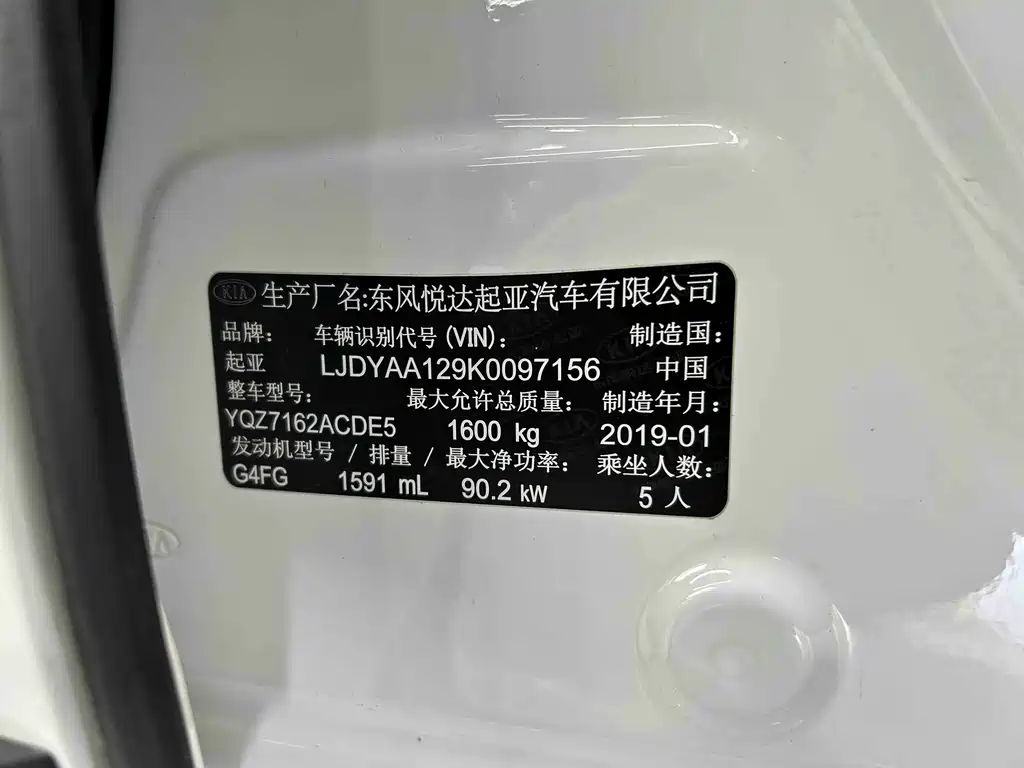 KIA 生产厂名:东风悦达起亚汽车有限公司
品牌: 车辆识别代号(VIN): 制造国:
起亚 LJDYAA129K0097156 中国
整车型号: 最大允许总质量: 制造年月:
YQZ7162ACDE5 1600 kg 2019-01
发动机型号 / 排量 / 最大净功率: 乘坐人数:
G4FG 1591 mL 90.2 kW 5 人